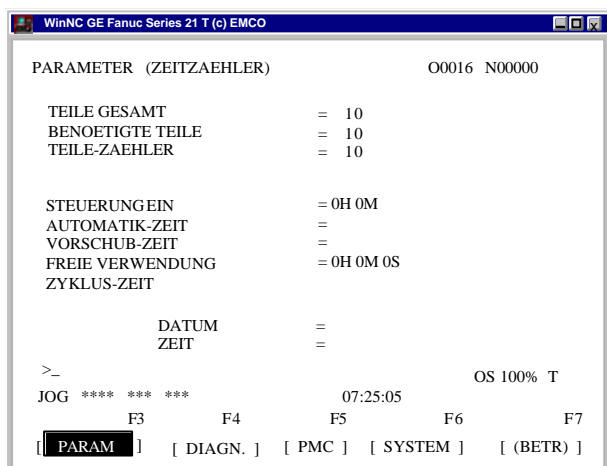 WinNC GE Fanuc Series 21 T (c) EMCO
PARAMETER (ZEITZAEHLER) O0016 N00000
TEILE GESAMT = 10
BENOETIGTE TEILE = 10
TEILE-ZAEHLER = 10
STEUERUNG EIN = 0H 0M
AUTOMATIK-ZEIT =
VORSCHUB-ZEIT =
FREIE VERWENDUNG = 0H 0M 0S
ZYKLUS-ZEIT
DATUM =
ZEIT =
>_
OS 100% T
JOG **** *** *** 07:25:05
F3 F4 F5 F6 F7
[ PARAM ] [ DIAGN. ] [ PMC ] [ SYSTEM ] [ (BETR) ]